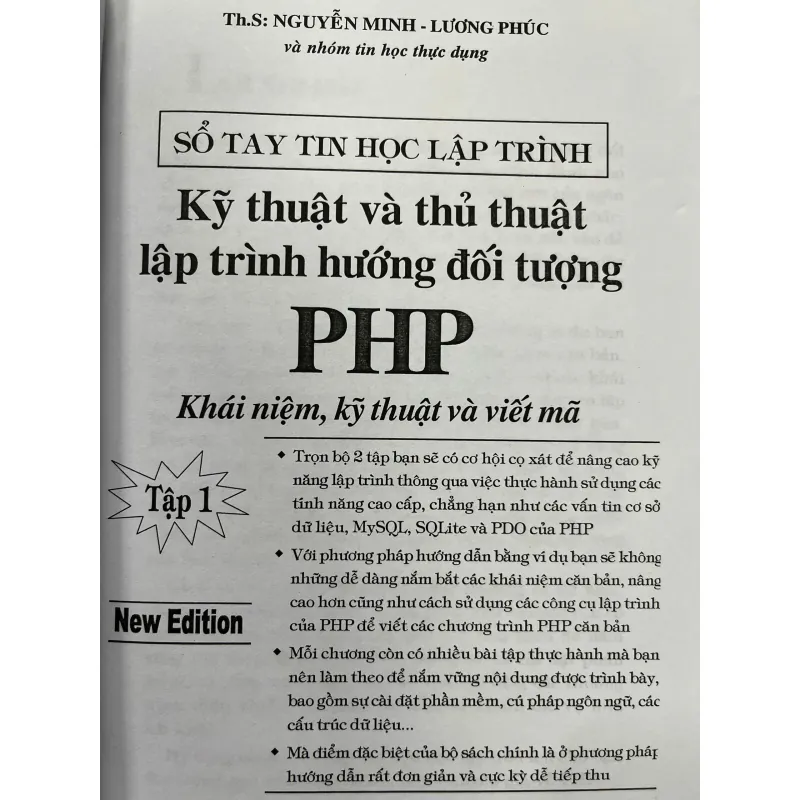 Th.S: NGUYỄN MINH - LƯƠNG PHÚC
và nhóm tin học thực dụng
SỔ TAY TIN HỌC LẬP TRÌNH
Kỹ thuật và thủ thuật
lập trình hướng đối tượng
PHP
Khái niệm, kỹ thuật và viết mã
Tập 1
New Edition
◆ Trọn bộ 2 tập bạn sẽ có cơ hội cọ xát để nâng cao kỹ
năng lập trình thông qua việc thực hành sử dụng các
tính năng cao cấp, chẳng hạn như các vấn tin cơ sở
dữ liệu, MySQL, SQLite và PDO của PHP
◆ Với phương pháp hướng dẫn bằng ví dụ bạn sẽ không
những dễ dàng nắm bắt các khái niệm căn bản, nâng
cao hơn cũng như cách sử dụng các công cụ lập trình
của PHP để viết các chương trình PHP căn bản
◆ Mỗi chương còn có nhiều bài tập thực hành mà bạn
nên làm theo để nắm vững nội dung được trình bày,
bao gồm sự cài đặt phần mềm, cú pháp ngôn ngữ, các
cấu trúc dữ liệu...
◆ Mà điểm đặc biệt của bộ sách chính là ở phương pháp
hướng dẫn rất đơn giản và cực kỳ dễ tiếp thu